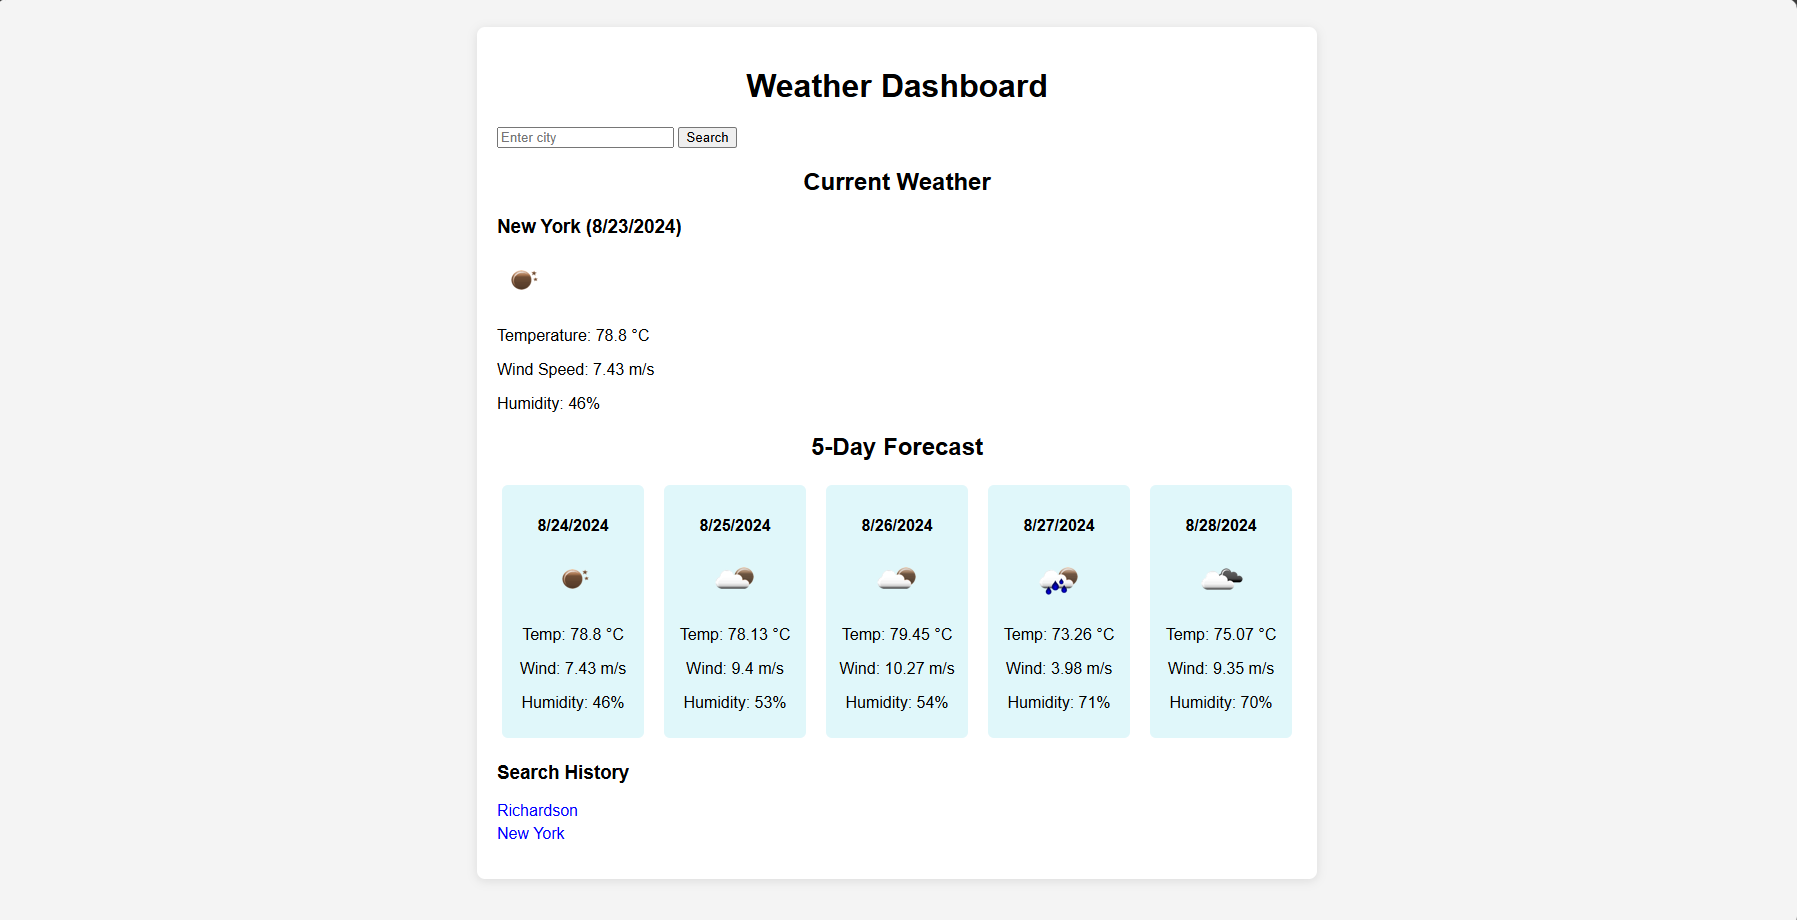 Weather Dashboard
Enter city Search
Current Weather
New York (8/23/2024)
Temperature: 78.8 °C
Wind Speed: 7.43 m/s
Humidity: 46%
5-Day Forecast
8/24/2024
Temp: 78.8 °C
Wind: 7.43 m/s
Humidity: 46%
8/25/2024
Temp: 78.13 °C
Wind: 9.4 m/s
Humidity: 53%
8/26/2024
Temp: 79.45 °C
Wind: 10.27 m/s
Humidity: 54%
8/27/2024
Temp: 73.26 °C
Wind: 3.98 m/s
Humidity: 71%
8/28/2024
Temp: 75.07 °C
Wind: 9.35 m/s
Humidity: 70%
Search History
Richardson
New York